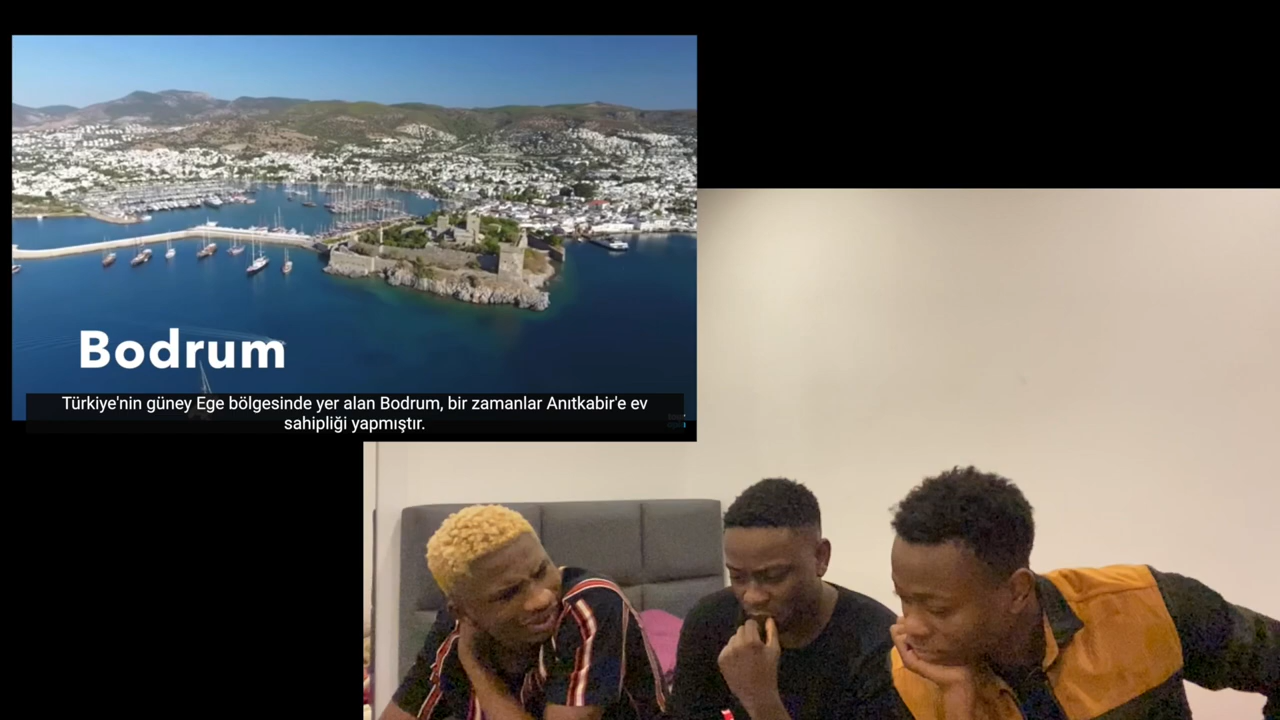 Bodrum
Türkiye'nin güney Ege bölgesinde yer alan Bodrum, bir zamanlar Anıtkabir'e ev
sahipliği yapmıştır.